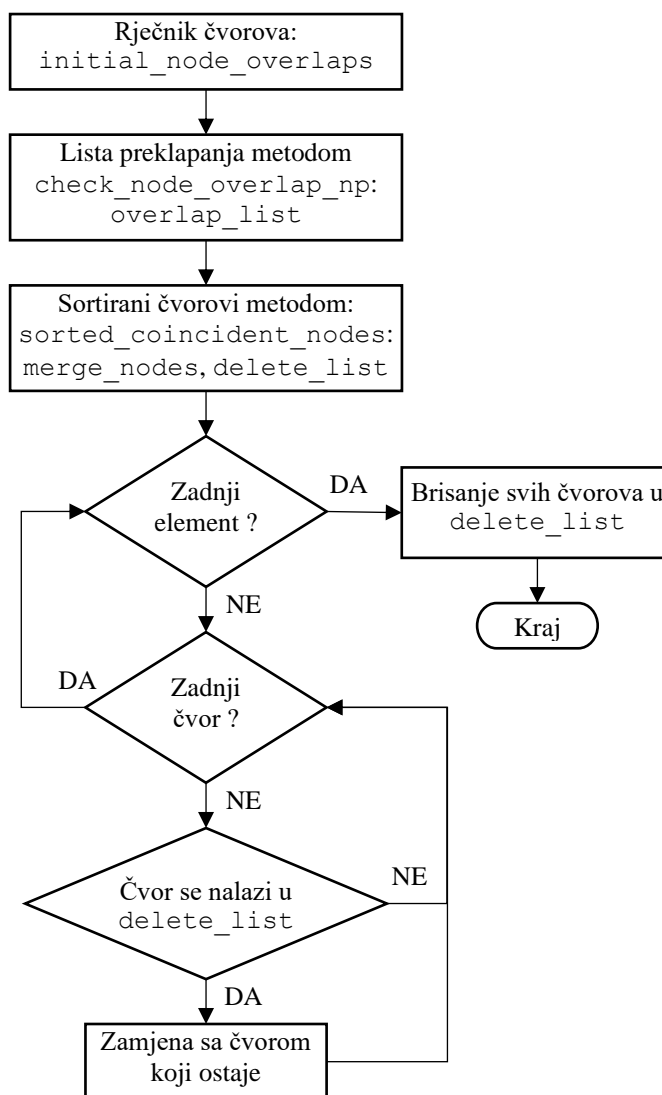 Rječnik čvorova:
initial_node_overlaps
Lista preklapanja metodom
check_node_overlap_np:
overlap_list
Sortirani čvorovi metodom:
sorted_coincident_nodes:
merge_nodes, delete_list
Zadnji
element ?
DA
Brisanje svih čvorova u
delete_list
NE
Kraj
Zadnji
čvor ?
DA
NE
Čvor se nalazi u
delete_list
NE
DA
Zamjena sa čvorom
koji ostaje